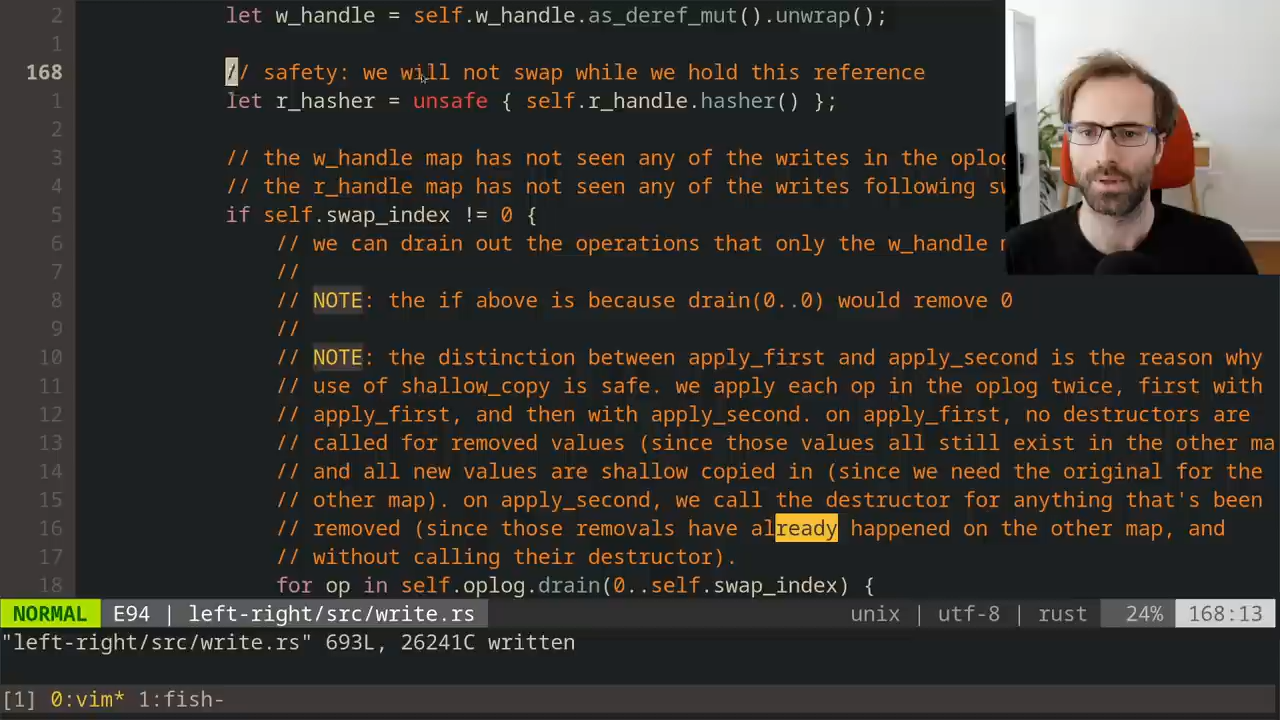 2 let w_handle = self.w_handle.as_deref_mut().unwrap();
1
168 // safety: we will not swap while we hold this reference
1 let r_hasher = unsafe { self.r_handle.hasher() };
2
3 // the w_handle map has not seen any of the writes in the oplog
4 // the r_handle map has not seen any of the writes following
5 if self.swap_index != 0 {
6 // we can drain out the operations that only the w_handle
7 //
8 // NOTE: the if above is because drain(0..0) would remove 0
9 //
10 // NOTE: the distinction between apply_first and apply_second is the reason why
11 // use of shallow_copy is safe. we apply each op in the oplog twice, first with
12 // apply_first, and then with apply_second. on apply_first, no destructors are
13 // called for removed values (since those values all still exist in the other ma
14 // and all new values are shallow copied in (since we need the original for the
15 // other map). on apply_second, we call the destructor for anything that's been
16 // removed (since those removals have already happened on the other map, and
17 // without calling their destructor).
18 for op in self.oplog.drain(0..self.swap_index) {
NORMAL E94 | left-right/src/write.rs unix | utf-8 | rust 24% 168:13
"left-right/src/write.rs" 693L, 26241C written
[1] 0:vim* 1:fish-